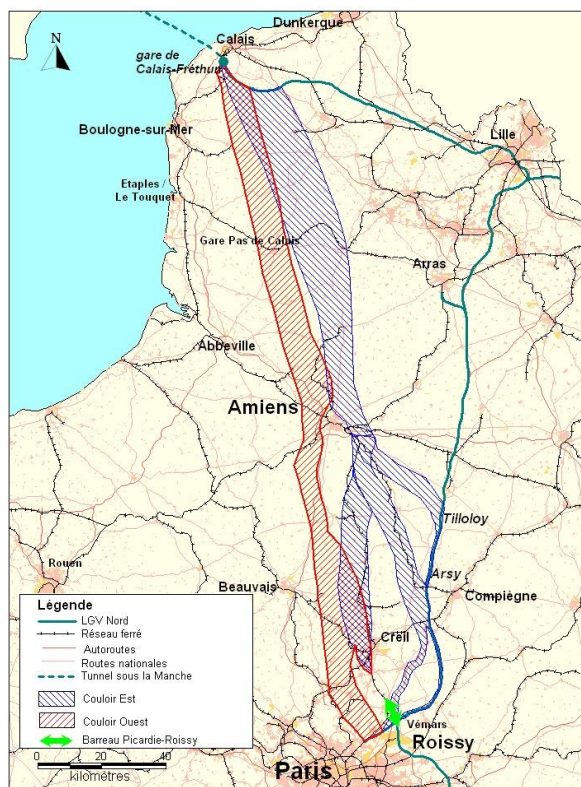 Dunkerque
Calais
N
gare de
Calais-Fréthun
Lille
Boulogne-sur-Mer
Etaples /
Le Touquet
Gare Pas de Calais
Arras
Abbeville
Amiens
Tilloloy
Rouen
Arsy
Beauvais
Compiègne
Créil
Vémars
Roissy
Paris
Légende
LGV Nord
Réseau ferré
Autoroutes
Routes nationales
Tunnel sous la Manche
Couloir Est
Couloir Ouest
Barreau Picardie-Roissy
0 20 40
kilomètres